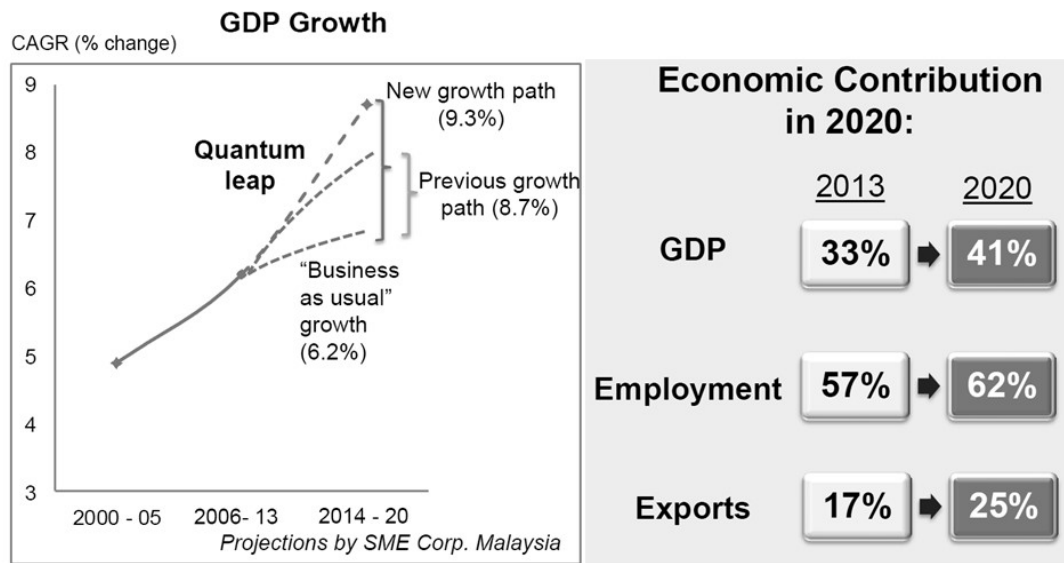 GDP Growth
CAGR (% change)
9
8
7
6
5
4
3
New growth path
(9.3%)
Quantum
leap
Previous growth
path (8.7%)
“Business
as usual”
growth
(6.2%)
2000 - 05
2006- 13
2014 - 20
Projections by SME Corp. Malaysia
Economic Contribution
in 2020:
2013
2020
GDP
33%
41%
Employment
57%
62%
Exports
17%
25%